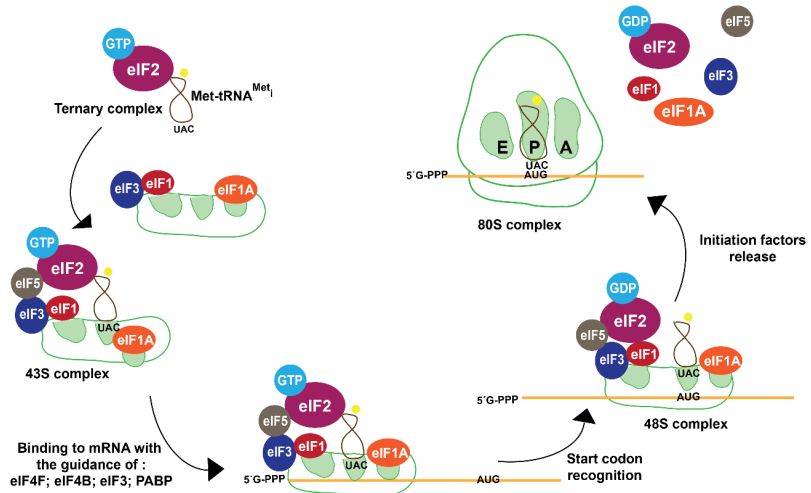 GTP
eIF2
Met-tRNAMeti
Ternary complex
UAC
eIF3
eIF1
eIF1A
GTP
eIF2
eIF5
eIF3
eIF1
UAC
eIF1A
43S complex
Binding to mRNA with
the guidance of :
eIF4F; eIF4B; eIF3; PABP
GTP
eIF2
eIF5
eIF3
eIF1
UAC
eIF1A
5´G-PPP
AUG
Start codon
recognition
GDP
eIF2
eIF5
eIF3
eIF1
UAC
eIF1A
5´G-PPP
AUG
48S complex
Initiation factors
release
E P A
UAC
5´G-PPP
AUG
80S complex
GDP
eIF2
eIF5
eIF3
eIF1
eIF1A